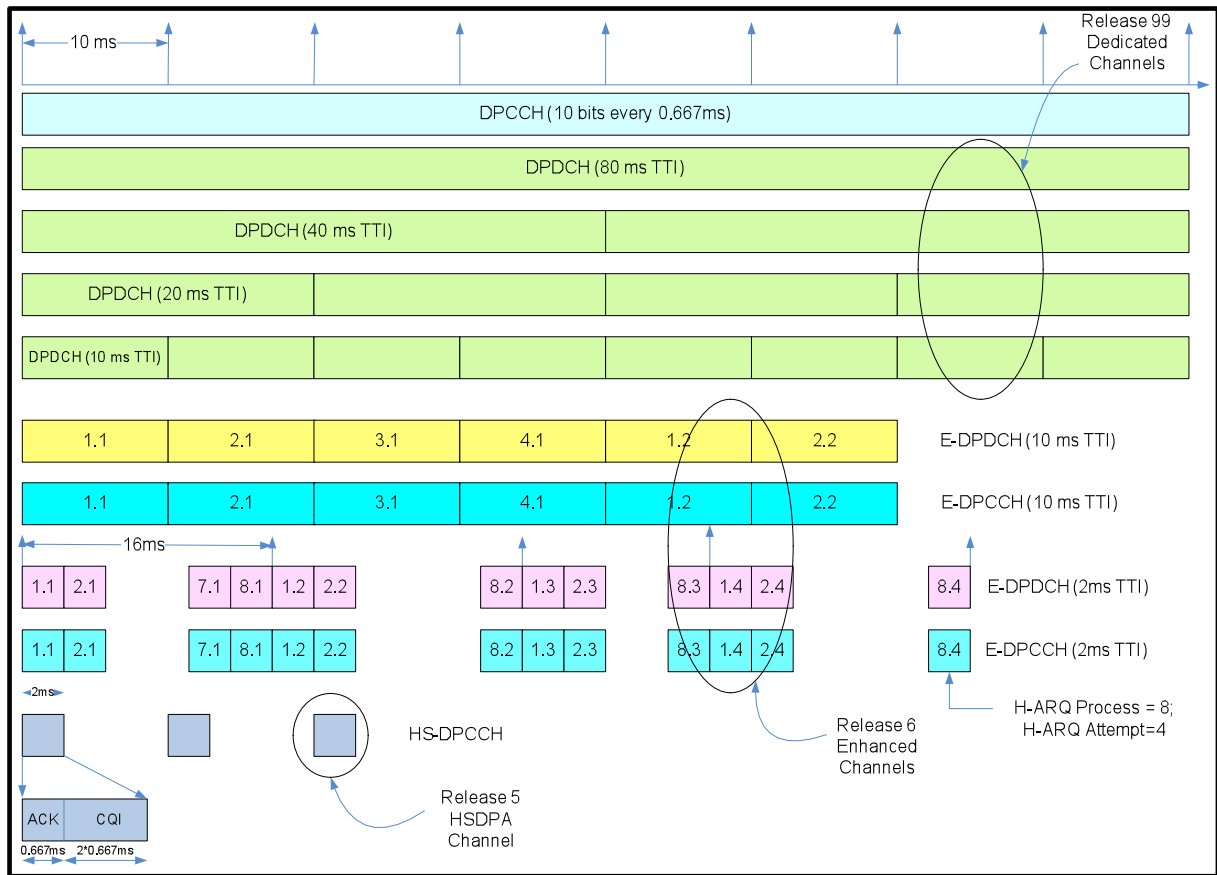 10 ms
Release 99
Dedicated
Channels
DPCCH (10 bits every 0.667ms)
DPDCH (80 ms TTI)
DPDCH (40 ms TTI)
DPDCH (20 ms TTI)
DPDCH (10 ms TTI)
1.1 2.1 3.1 4.1 1.2 2.2 E-DPDCH (10 ms TTI)
1.1 2.1 3.1 4.1 1.2 2.2 E-DPCCH (10 ms TTI)
16ms
1.1 2.1 7.1 8.1 1.2 2.2 8.2 1.3 2.3 8.3 1.4 2.4 8.4 E-DPDCH (2ms TTI)
1.1 2.1 7.1 8.1 1.2 2.2 8.2 1.3 2.3 8.3 1.4 2.4 8.4 E-DPCCH (2ms TTI)
2ms
HS-DPCCH
H-ARQ Process = 8;
H-ARQ Attempt=4
Release 6
Enhanced
Channels
Release 5
HSDPA
Channel
ACK CQI
0.667ms 2*0.667ms